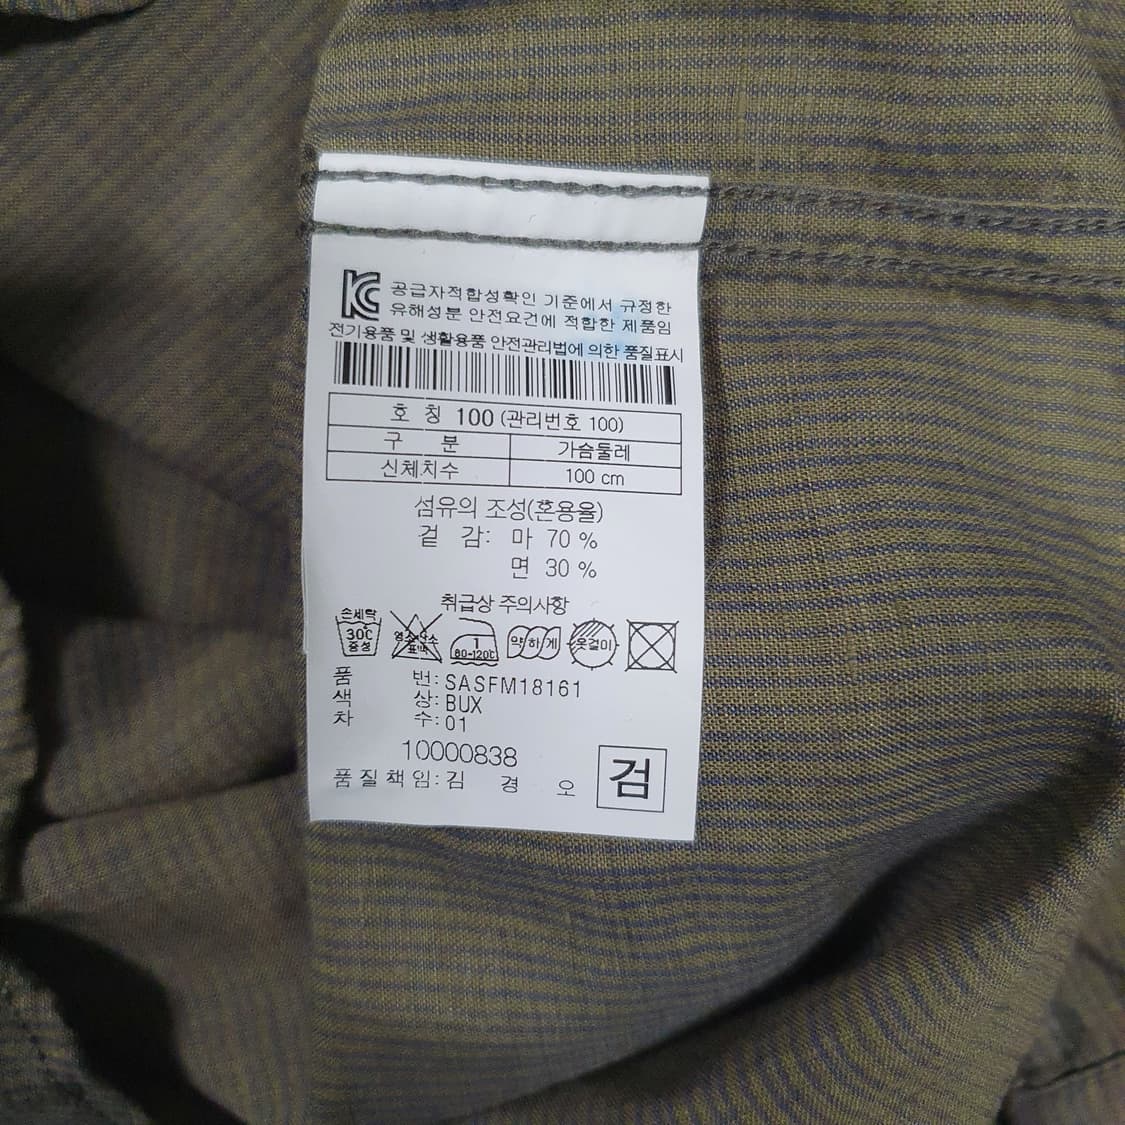 KC 공급자적합성확인 기준에서 규정한
유해성분 안전요건에 적합한 제품임
전기용품 및 생활용품 안전관리법에 의한 품질표시
호 칭 100 (관리번호 100)
구 분 가슴둘레
신체치수 100 cm
섬유의 조성(혼용율)
겉 감: 마 70 %
면 30 %
취급상 주의사항
손세탁
30℃ 염소 산소 1 약하게 옷걸이
중성 표백 80-120℃
품 번: SASFM18161
색 상: BUX
차 수: 01
10000838
품질책임: 김 경 오
검